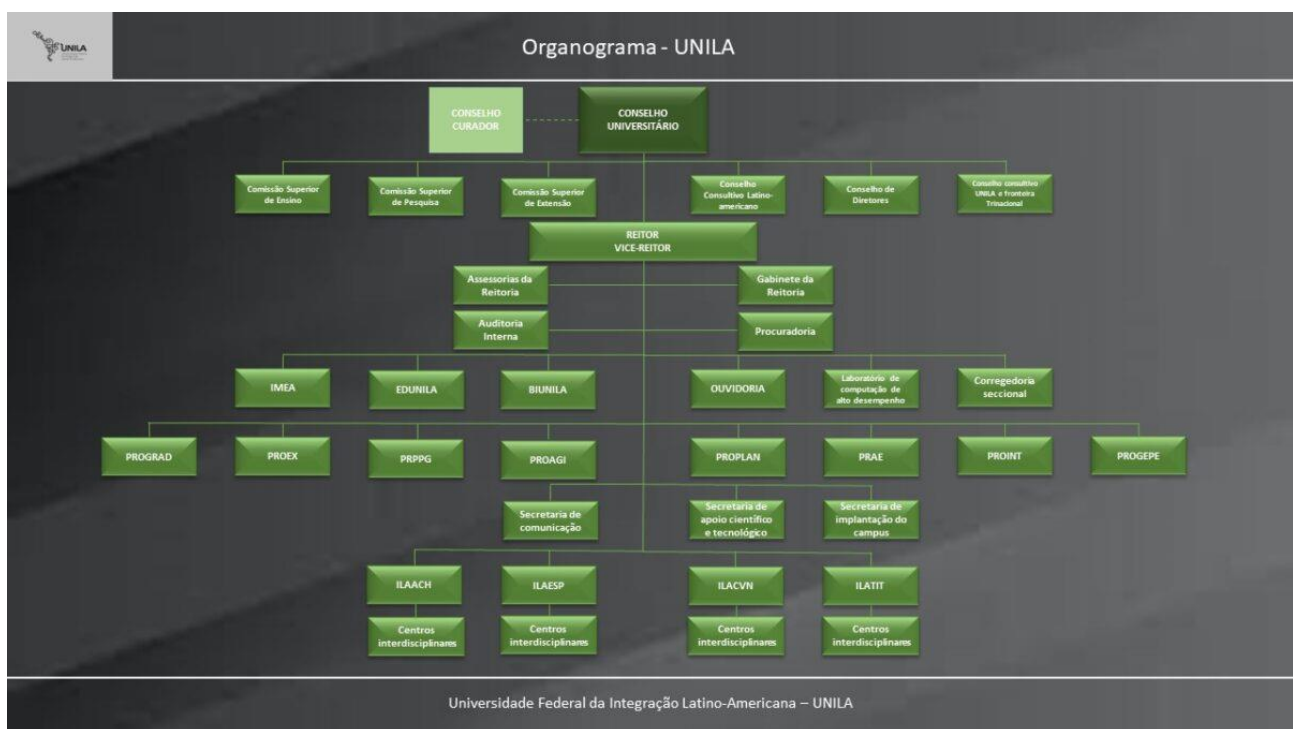 UNILA
Organograma - UNILA
CONSELHO
CURADOR
CONSELHO
UNIVERSITÁRIO
Comissão Superior
de Ensino
Comissão Superior
de Pesquisa
Comissão Superior
de Extensão
Conselho
Consultivo Latino-
americano
Conselho de
Diretores
Conselho consultivo
UNILA e fronteira
Trinacional
REITOR
VICE-REITOR
Assessorias da
Reitoria
Gabinete da
Reitoria
Auditoria
Interna
Procuradoria
IMEA
EDUNILA
BIUNILA
OUVIDORIA
Laboratório de
computação de
alto desempenho
Corregedoria
seccional
PROGRAD
PROEX
PRPPG
PROAGI
PROPLAN
PRAE
PROINT
PROGEPE
Secretaria de
comunicação
Secretaria de
apoio científico
e tecnológico
Secretaria de
implantação do
campus
ILAACH
ILAESP
ILACVN
ILATIT
Centros
interdisciplinares
Centros
interdisciplinares
Centros
interdisciplinares
Centros
interdisciplinares
Universidade Federal da Integração Latino-Americana – UNILA